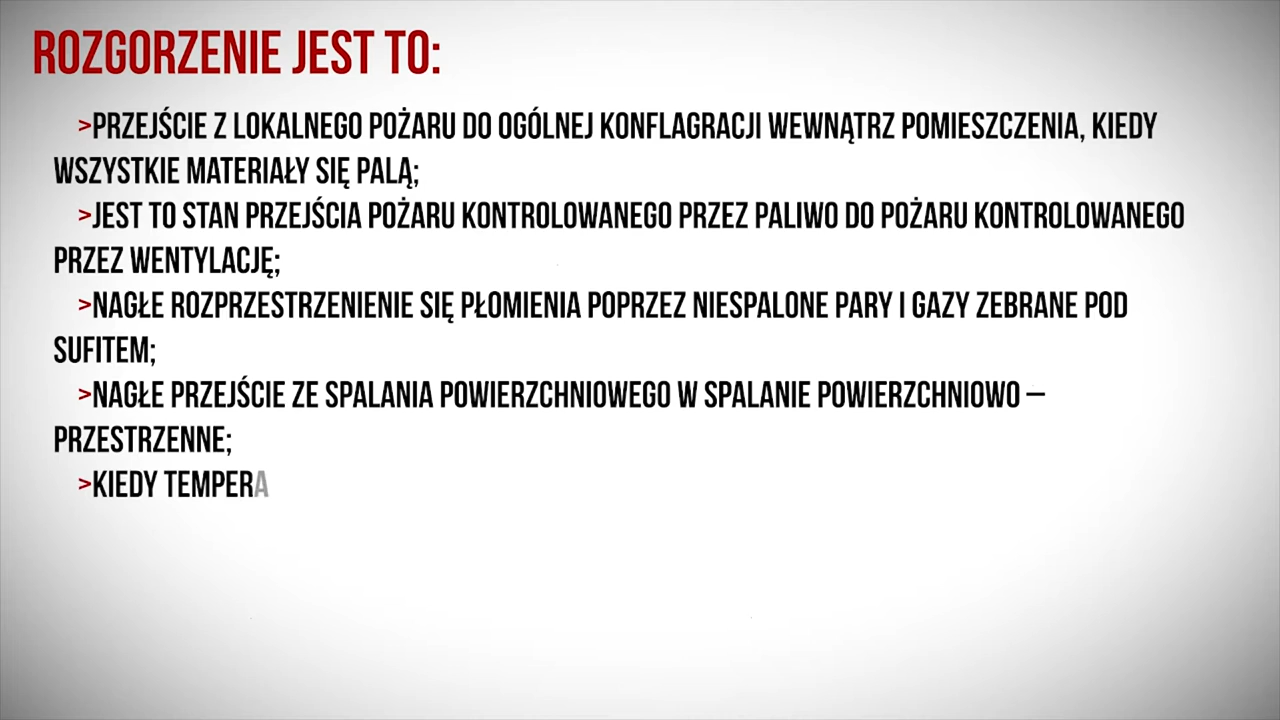 ROZGORZENIE JEST TO:
>PRZEJŚCIE Z LOKALNEGO POŻARU DO OGÓLNEJ KONFLAGRACJI WEWNĄTRZ POMIESZCZENIA, KIEDY
WSZYSTKIE MATERIAŁY SIĘ PALĄ;
>JEST TO STAN PRZEJŚCIA POŻARU KONTROLOWANEGO PRZEZ PALIWO DO POŻARU KONTROLOWANEGO
PRZEZ WENTYLACJĘ;
>NAGŁE ROZPRZESTRZENIENIE SIĘ PŁOMIENIA POPRZEZ NIESPALONE PARY I GAZY ZEBRANE POD
SUFITEM;
>NAGŁE PRZEJŚCIE ZE SPALANIA POWIERZCHNIOWEGO W SPALANIE POWIERZCHNIOWO –
PRZESTRZENNE;
>KIEDY TEMPERA